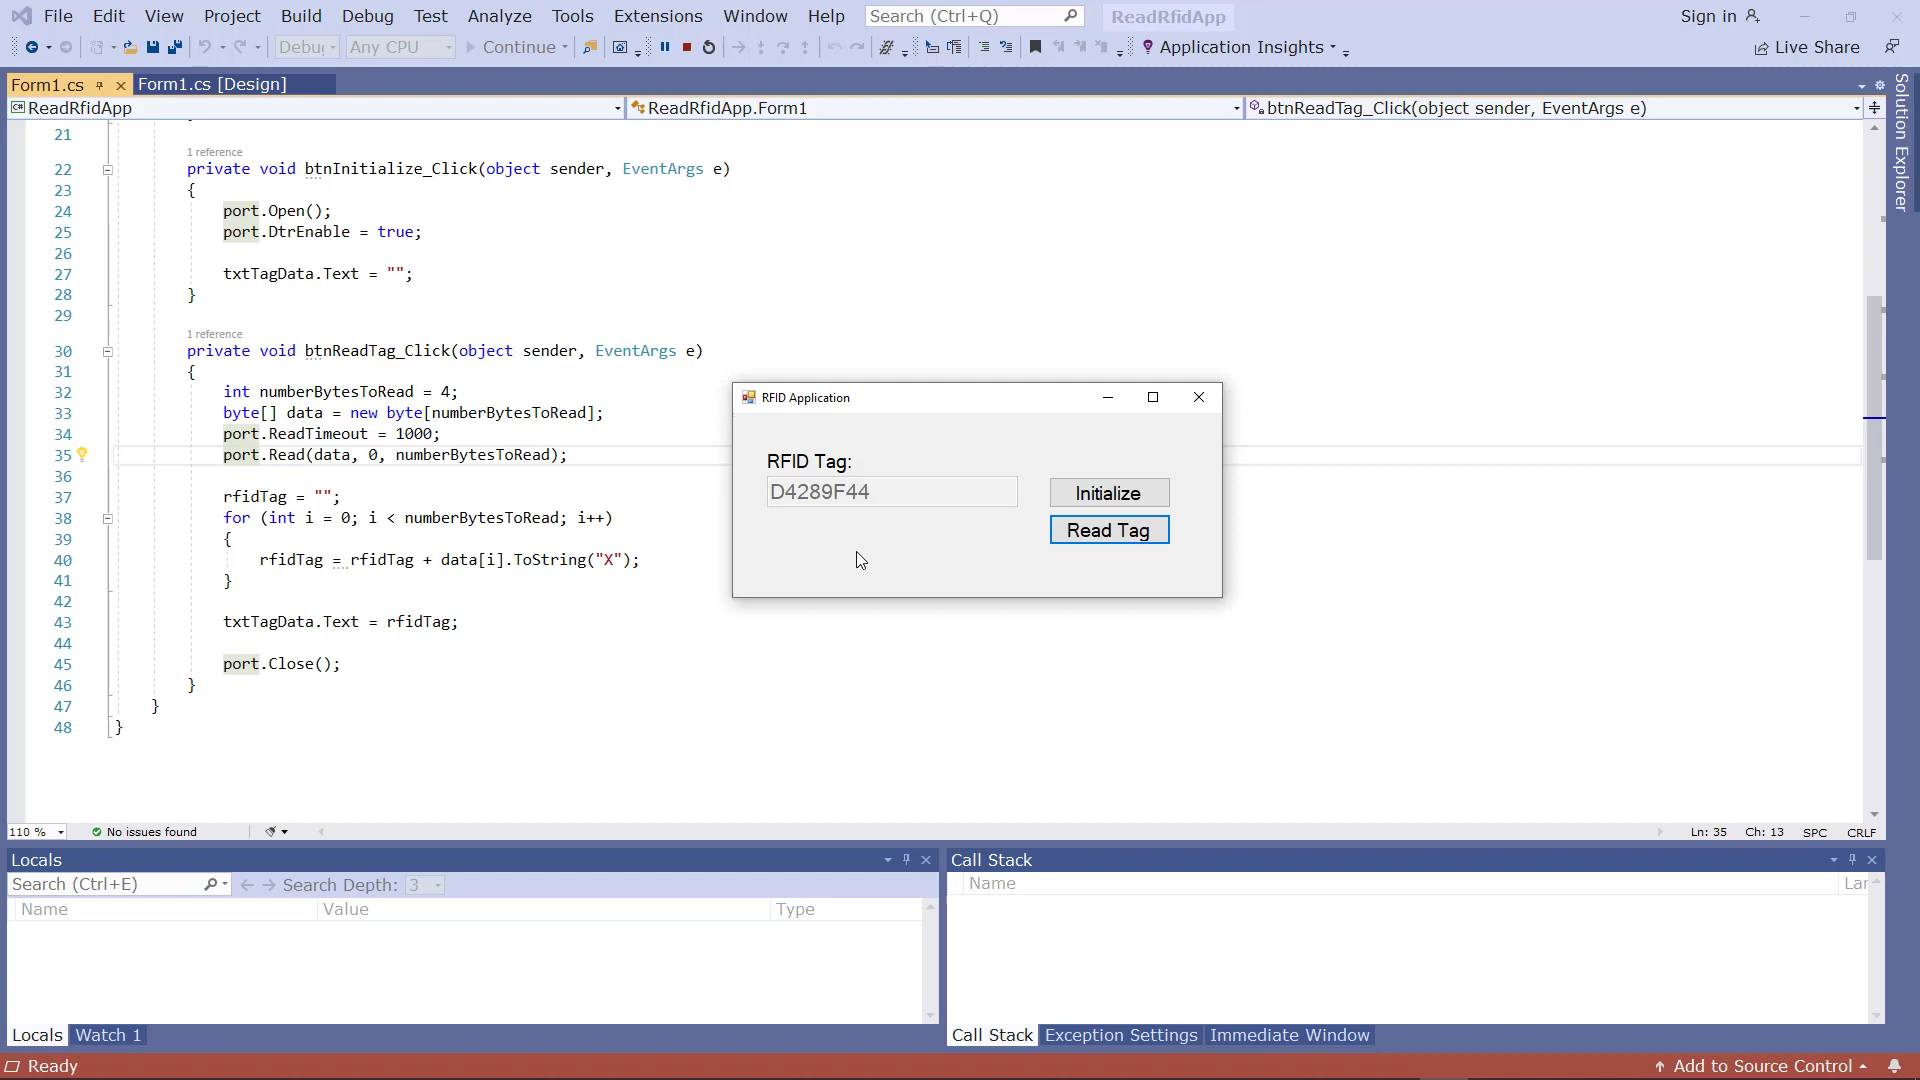 File Edit View Project Build Debug Test Analyze Tools Extensions Window Help Search (Ctrl+Q) ReadRfidApp Sign in
Debug Any CPU Continue Application Insights Live Share
Form1.cs Form1.cs [Design]
ReadRfidApp ReadRfidApp.Form1 btnReadTag_Click(object sender, EventArgs e)
Solution Explorer
21
1 reference
22 private void btnInitialize_Click(object sender, EventArgs e)
23 {
24 port.Open();
25 port.DtrEnable = true;
26
27 txtTagData.Text = "";
28 }
29
1 reference
30 private void btnReadTag_Click(object sender, EventArgs e)
31 {
32 int numberBytesToRead = 4;
33 byte[] data = new byte[numberBytesToRead];
34 port.ReadTimeout = 1000;
35 port.Read(data, 0, numberBytesToRead);
36
37 rfidTag = "";
38 for (int i = 0; i < numberBytesToRead; i++)
39 {
40 rfidTag = rfidTag + data[i].ToString("X");
41 }
42
43 txtTagData.Text = rfidTag;
44
45 port.Close();
46 }
47 }
48 }
RFID Application
RFID Tag:
D4289F44
Initialize
Read Tag
110 % No issues found Ln: 35 Ch: 13 SPC CRLF
Locals
Search (Ctrl+E) Search Depth: 3
Name Value Type
Locals Watch 1
Call Stack
Name Lar
Call Stack Exception Settings Immediate Window
Ready Add to Source Control